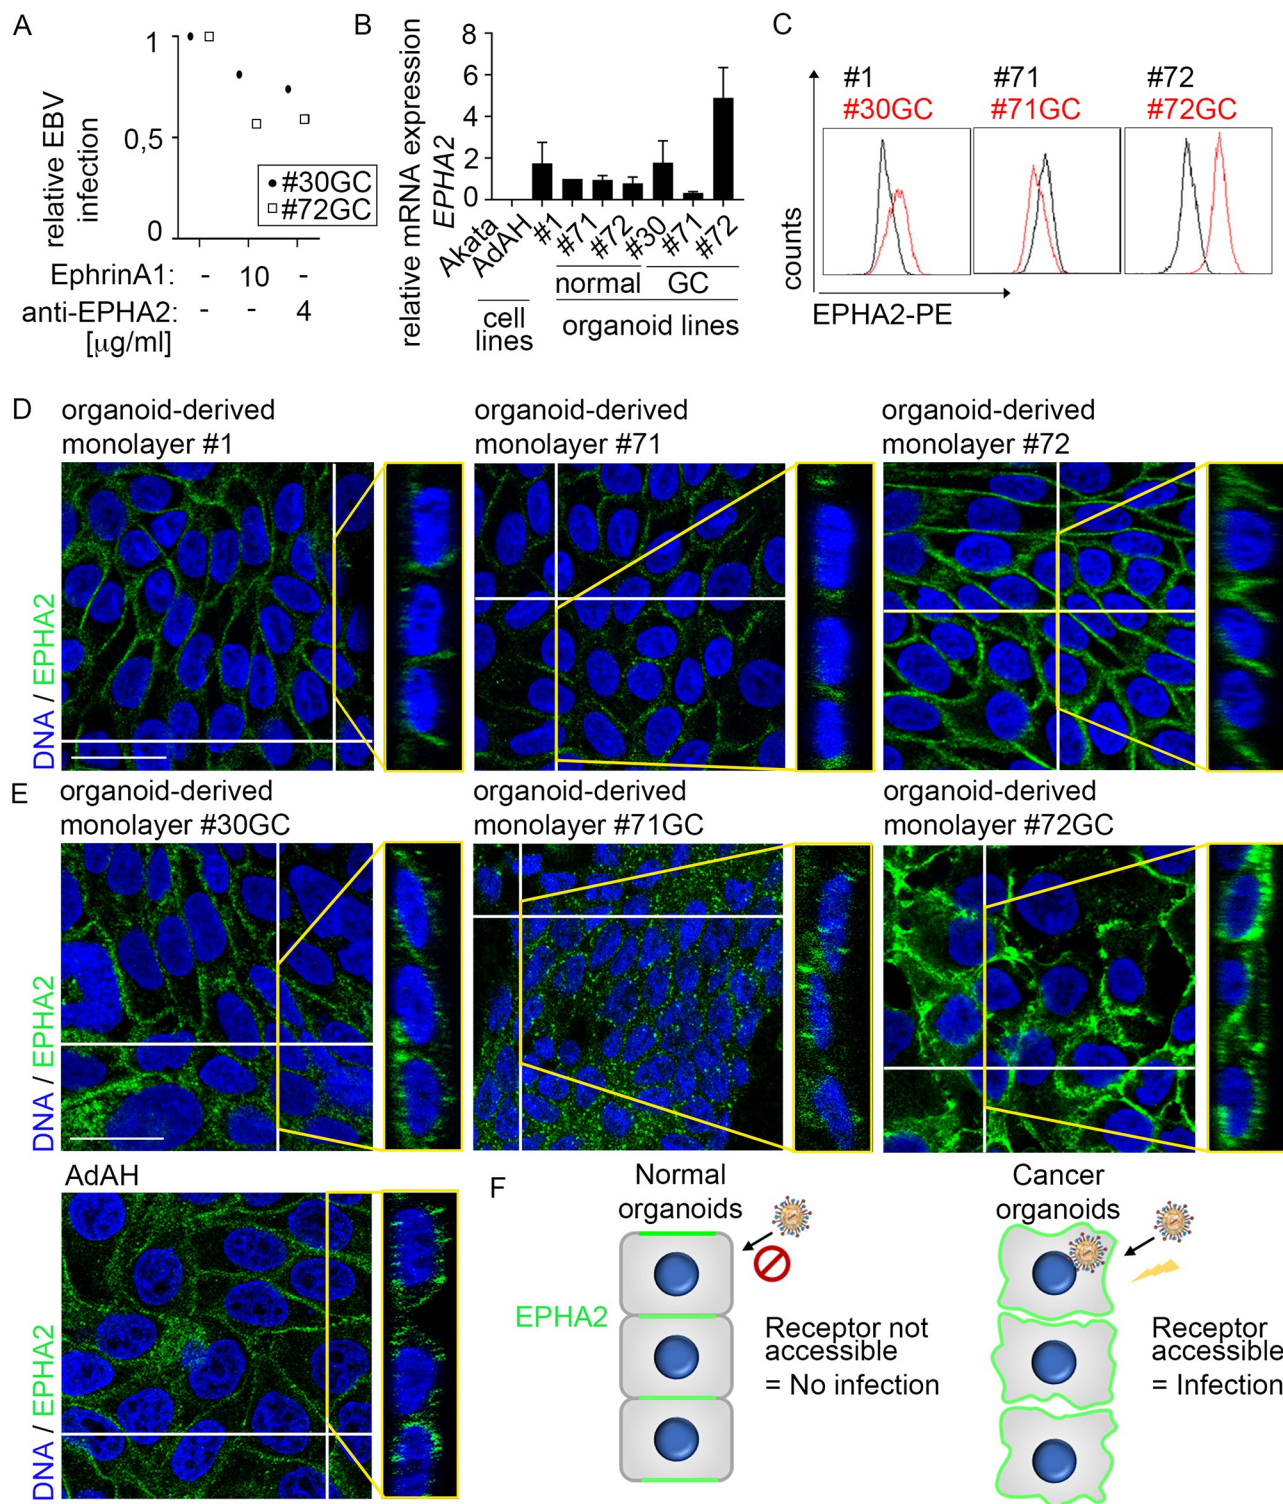 A
relative EBV
infection
1
0,5
0
#30GC
#72GC
EphrinA1: - 10 -
anti-EPHA2: - - 4
[μg/ml]
B
relative mRNA expression
EPHA2
8
6
4
2
0
Akata
AdAH
#1
#71
#72
#30
#71
#72
normal GC
cell
lines
organoid lines
C
#1
#30GC
#71
#71GC
#72
#72GC
counts
EPHA2-PE
D
organoid-derived
monolayer #1
organoid-derived
monolayer #71
organoid-derived
monolayer #72
DNA / EPHA2
E
organoid-derived
monolayer #30GC
organoid-derived
monolayer #71GC
organoid-derived
monolayer #72GC
DNA / EPHA2
AdAH
DNA / EPHA2
F
Normal
organoids
Cancer
organoids
EPHA2
Receptor not
accessible
= No infection
Receptor
accessible
= Infection